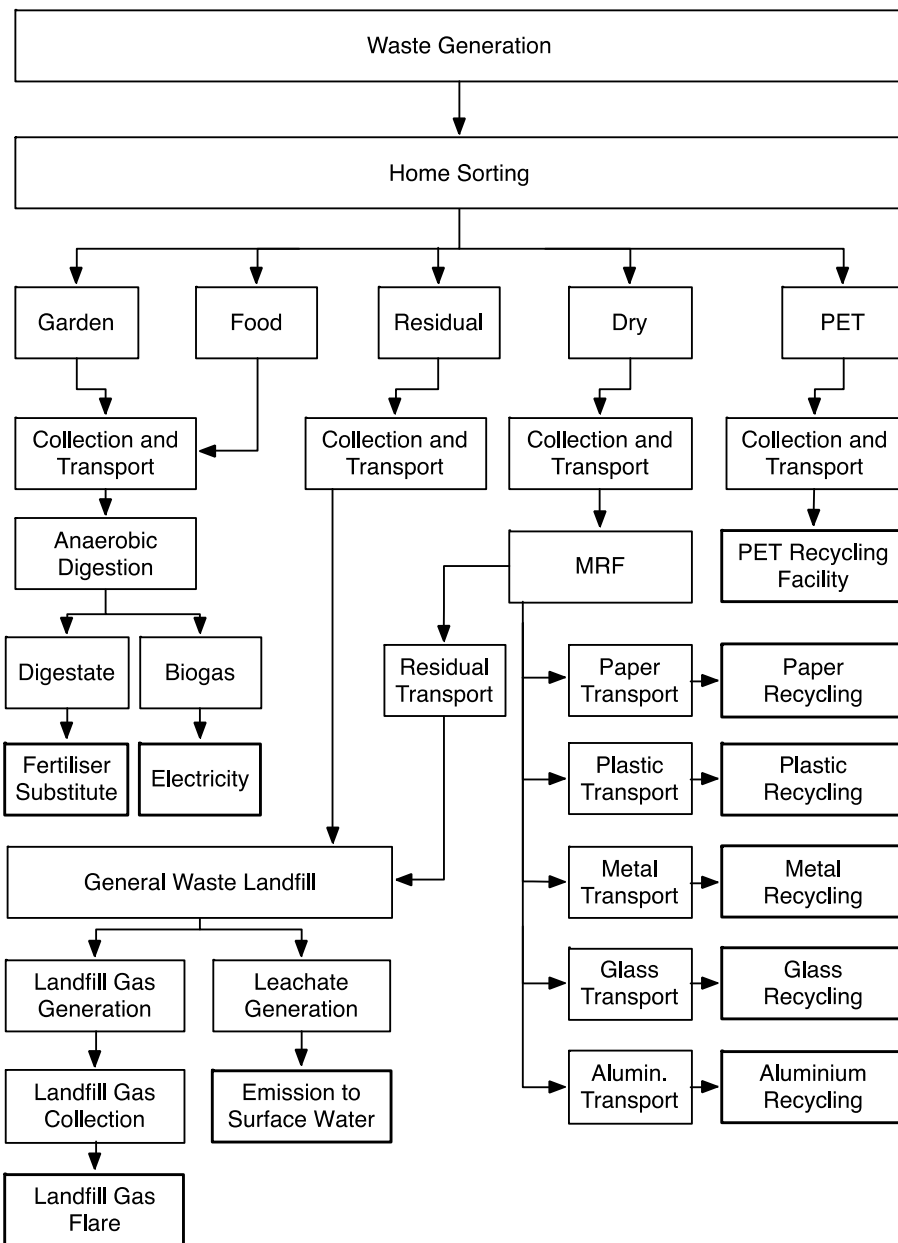 Waste Generation
Home Sorting
Garden
Food
Residual
Dry
PET
Collection and
Transport
Collection and
Transport
Collection and
Transport
Collection and
Transport
Anaerobic
Digestion
MRF
PET Recycling
Facility
Digestate
Biogas
Residual
Transport
Paper
Transport
Paper
Recycling
Fertiliser
Substitute
Electricity
Plastic
Transport
Plastic
Recycling
General Waste Landfill
Metal
Transport
Metal
Recycling
Landfill Gas
Generation
Leachate
Generation
Glass
Transport
Glass
Recycling
Landfill Gas
Collection
Emission to
Surface Water
Alumin.
Transport
Aluminium
Recycling
Landfill Gas
Flare